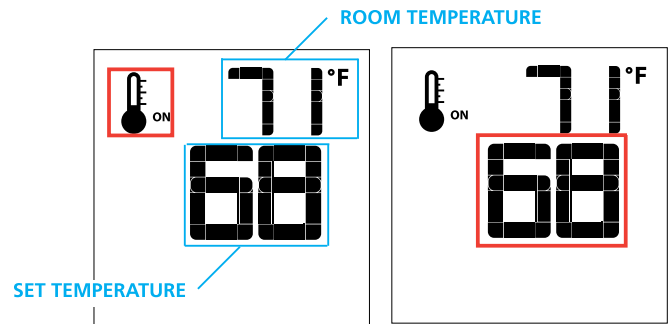 ROOM TEMPERATURE
71°F
ON
68
SET TEMPERATURE
71°F
ON
68